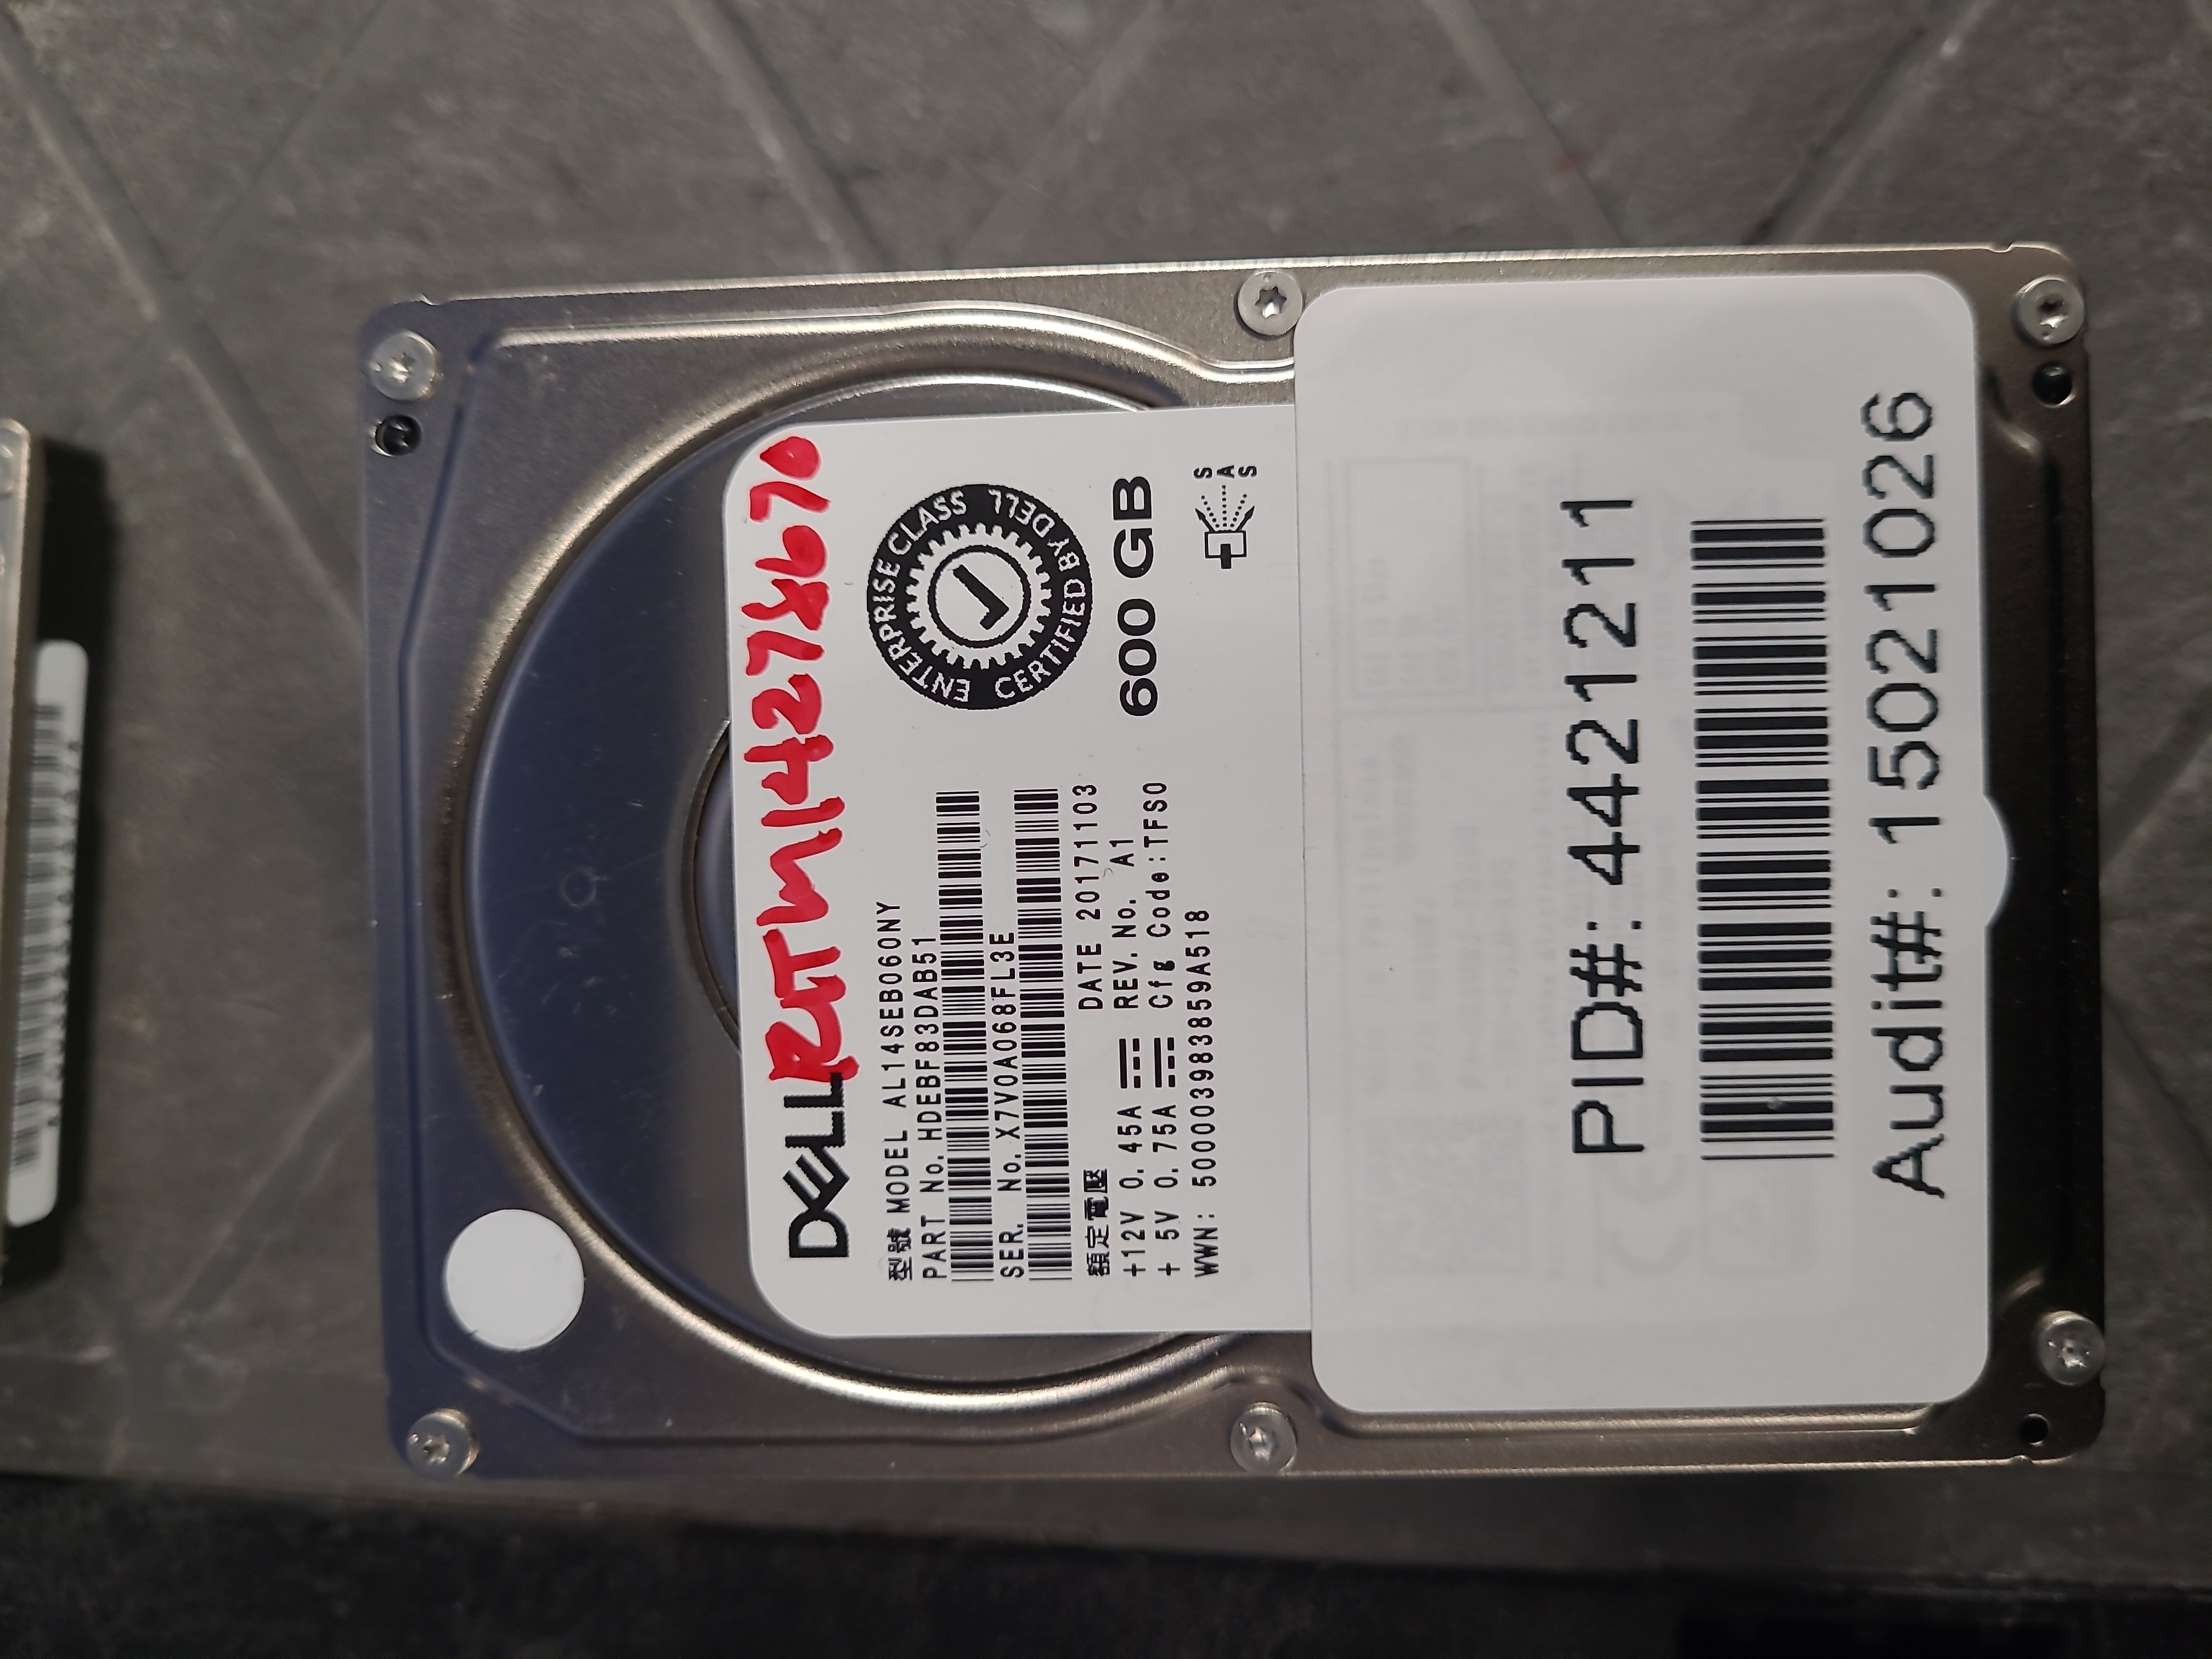 DELL RITM14278670
型號 MODEL AL14SEB060NY
PART No. HDEBF83DAB51
SER. No. X7V0A068FL3E
額定電壓 DATE 20171103
+12V 0.45A REV. No. A1
+ 5V 0.75A Cfg Code:TFS0
WWN: 500003983859A518
ENTERPRISE CLASS
CERTIFIED BY DELL
600 GB
SAS
PID#: 4421211
Audit#: 15021026